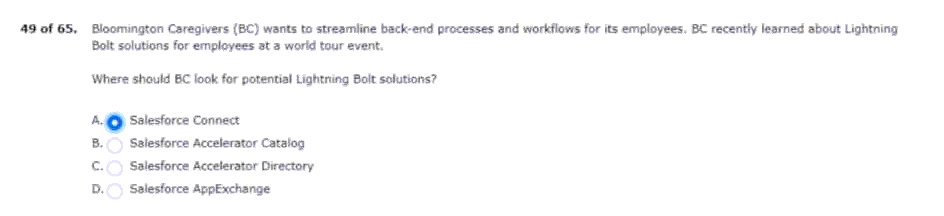 49 of 65. Bloomington Caregivers (BC) wants to streamline back-end processes and workflows for its employees. BC recently learned about Lightning
Bolt solutions for employees at a world tour event.
Where should BC look for potential Lightning Bolt solutions?
A. Salesforce Connect
B. Salesforce Accelerator Catalog
C. Salesforce Accelerator Directory
D. Salesforce AppExchange